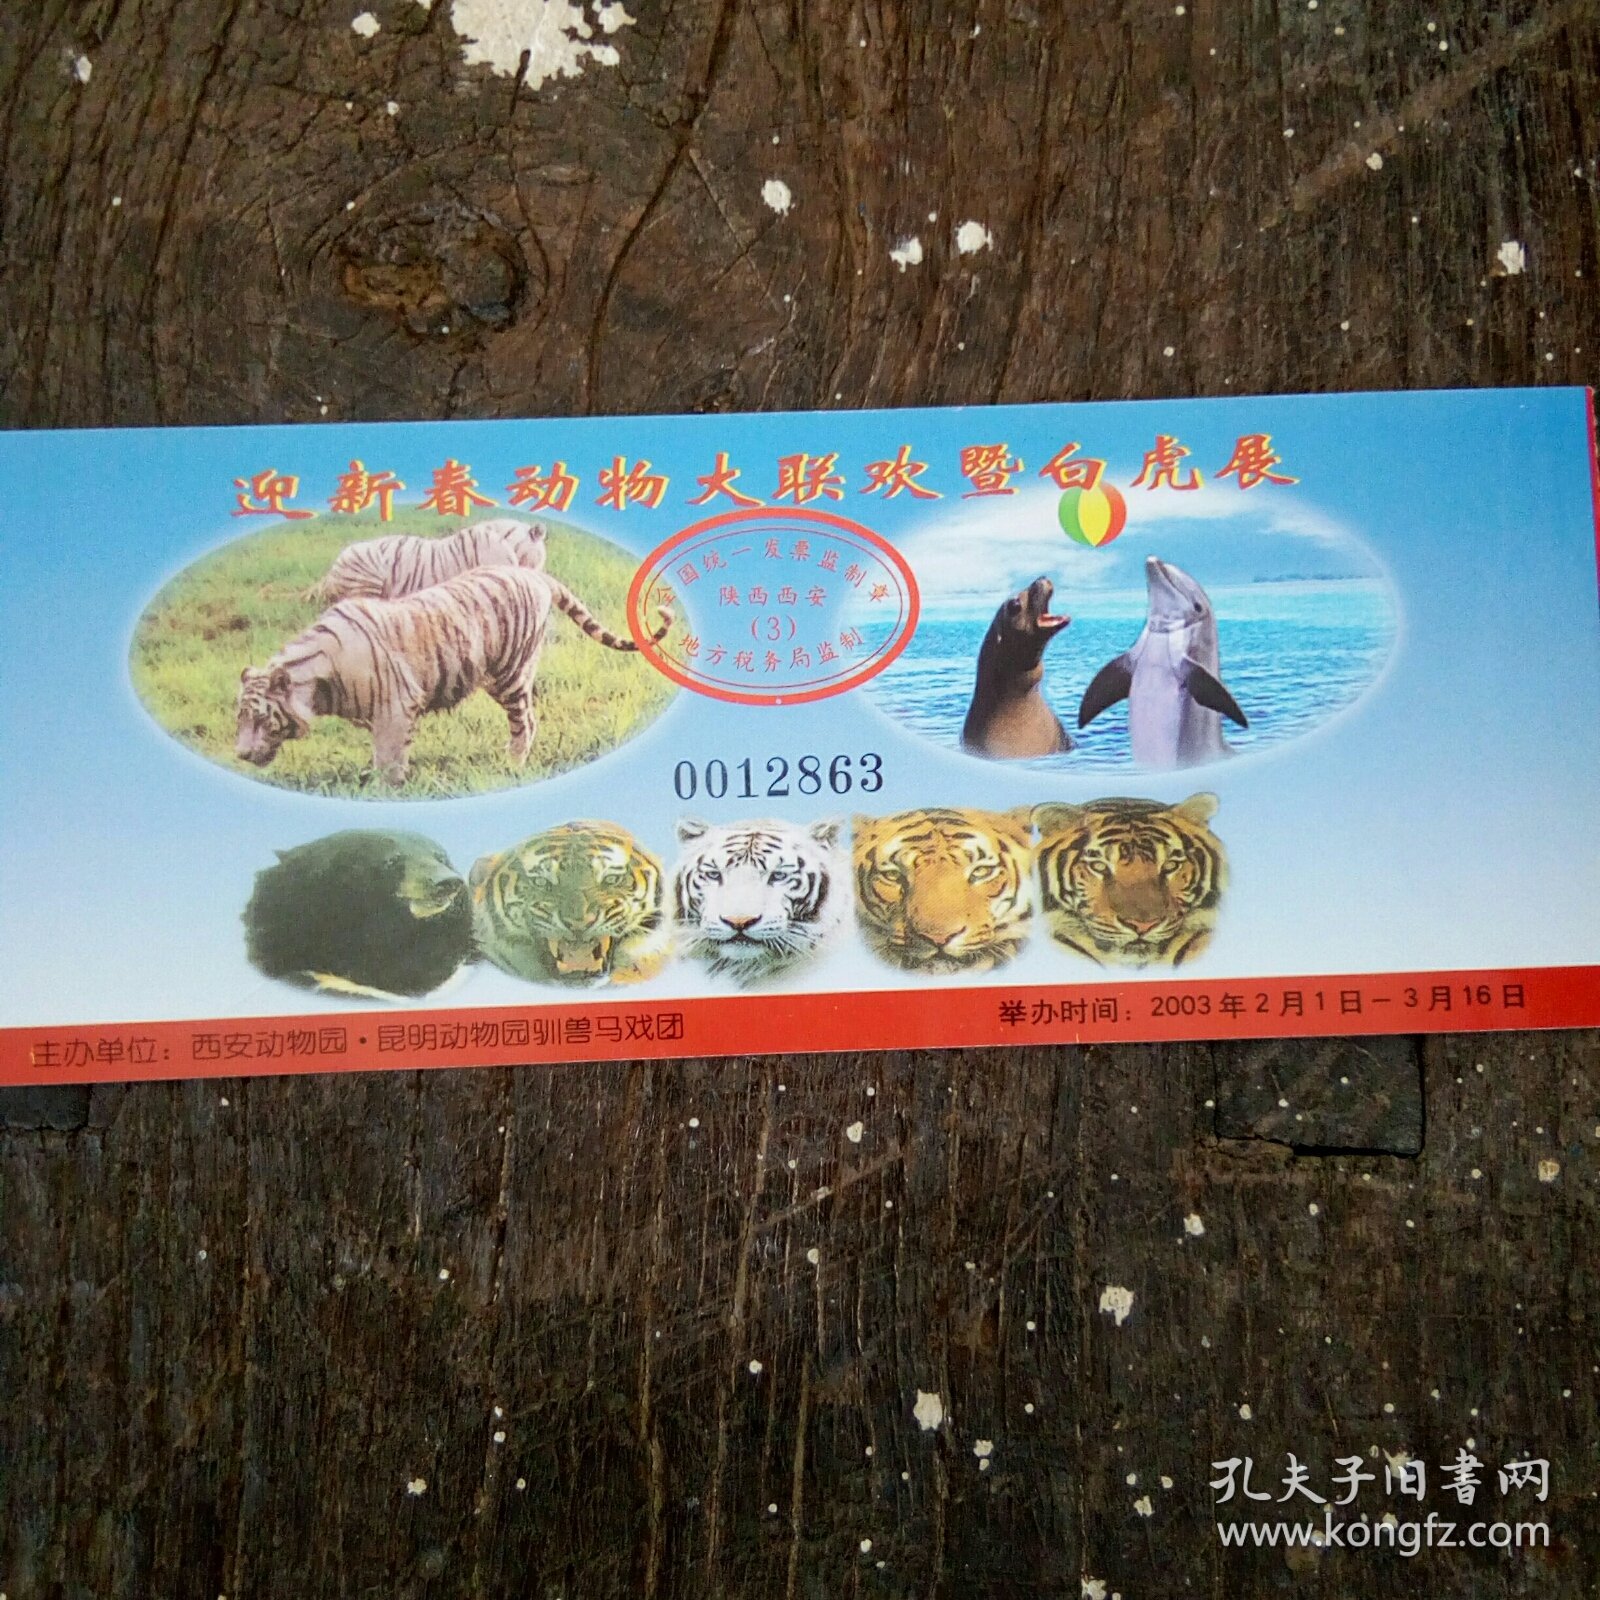 迎新春动物大联欢暨白虎展
全国统一发票监制章
陕西西安
(3)
地方税务局监制
0012863
主办单位：西安动物园·昆明动物园驯兽马戏团
举办时间：2003年2月1日－3月16日
孔夫子旧书网
www.kongfz.com